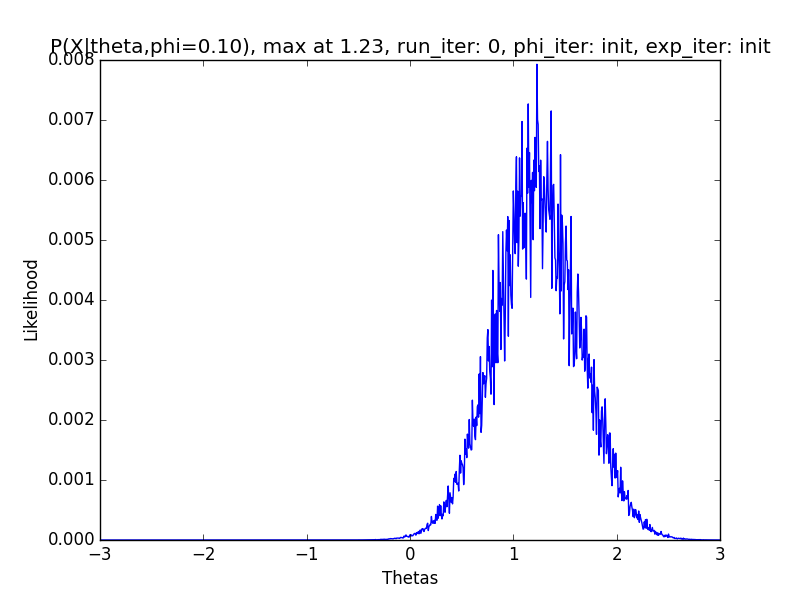 P(X|theta,phi=0.10), max at 1.23, run_iter: 0, phi_iter: init, exp_iter: init
0.008
0.007
0.006
0.005
0.004
0.003
0.002
0.001
0.000
Likelihood
−3 −2 −1 0 1 2 3
Thetas